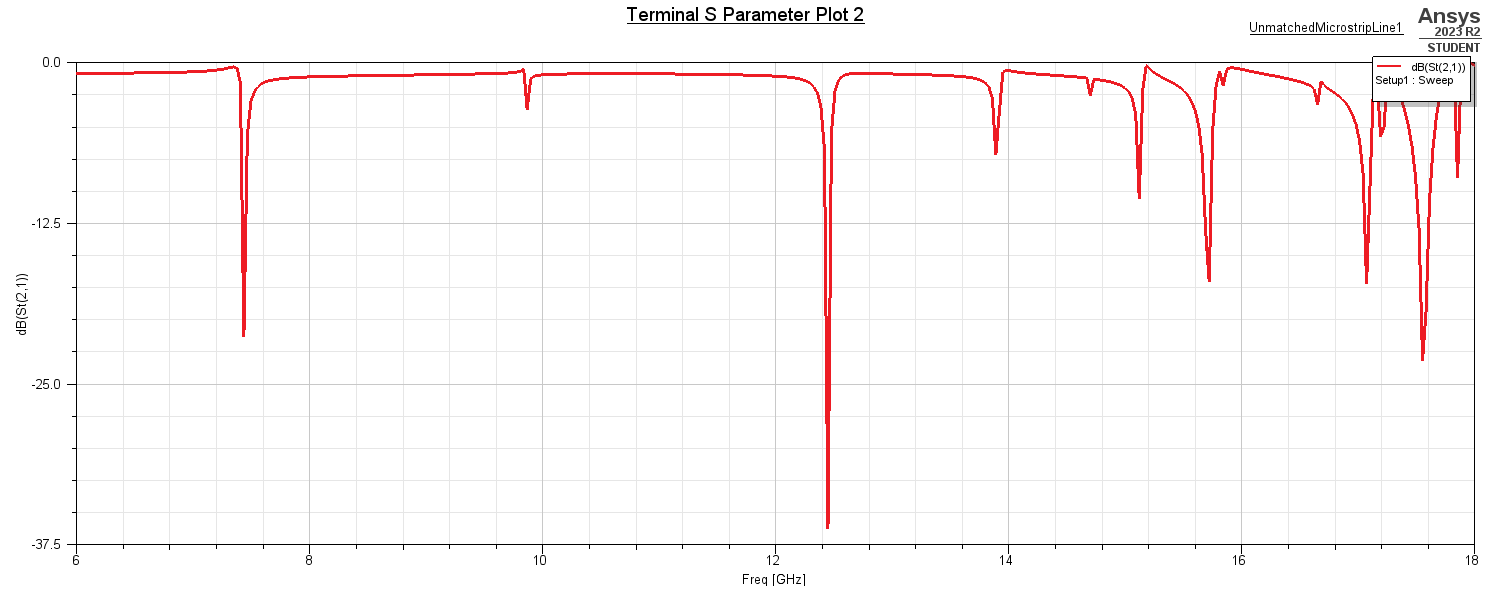 Terminal S Parameter Plot 2
UnmatchedMicrostripLine1
Ansys
2023 R2
STUDENT
dB(St(2,1))
Setup1 : Sweep
0.0
-12.5
-25.0
-37.5
dB(St(2,1))
6 8 10 12 14 16 18
Freq [GHz]